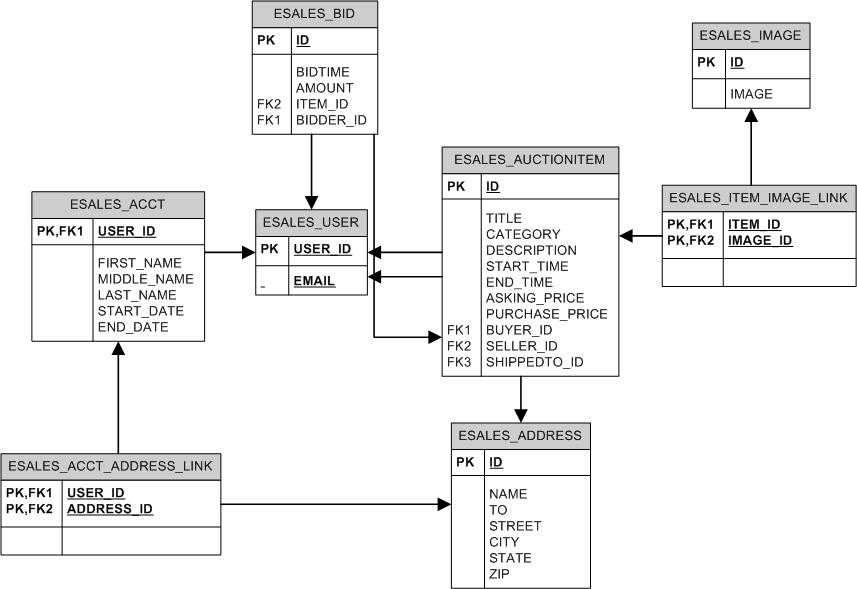 ESALES_BID
PK ID
BIDTIME
AMOUNT
FK2 ITEM_ID
FK1 BIDDER_ID
ESALES_IMAGE
PK ID
IMAGE
ESALES_AUCTIONITEM
PK ID
TITLE
CATEGORY
DESCRIPTION
START_TIME
END_TIME
ASKING_PRICE
PURCHASE_PRICE
FK1 BUYER_ID
FK2 SELLER_ID
FK3 SHIPPEDTO_ID
ESALES_ITEM_IMAGE_LINK
PK,FK1 ITEM_ID
PK,FK2 IMAGE_ID
ESALES_ACCT
PK,FK1 USER_ID
FIRST_NAME
MIDDLE_NAME
LAST_NAME
START_DATE
END_DATE
ESALES_USER
PK USER_ID
_ EMAIL
ESALES_ADDRESS
PK ID
NAME
TO
STREET
CITY
STATE
ZIP
ESALES_ACCT_ADDRESS_LINK
PK,FK1 USER_ID
PK,FK2 ADDRESS_ID